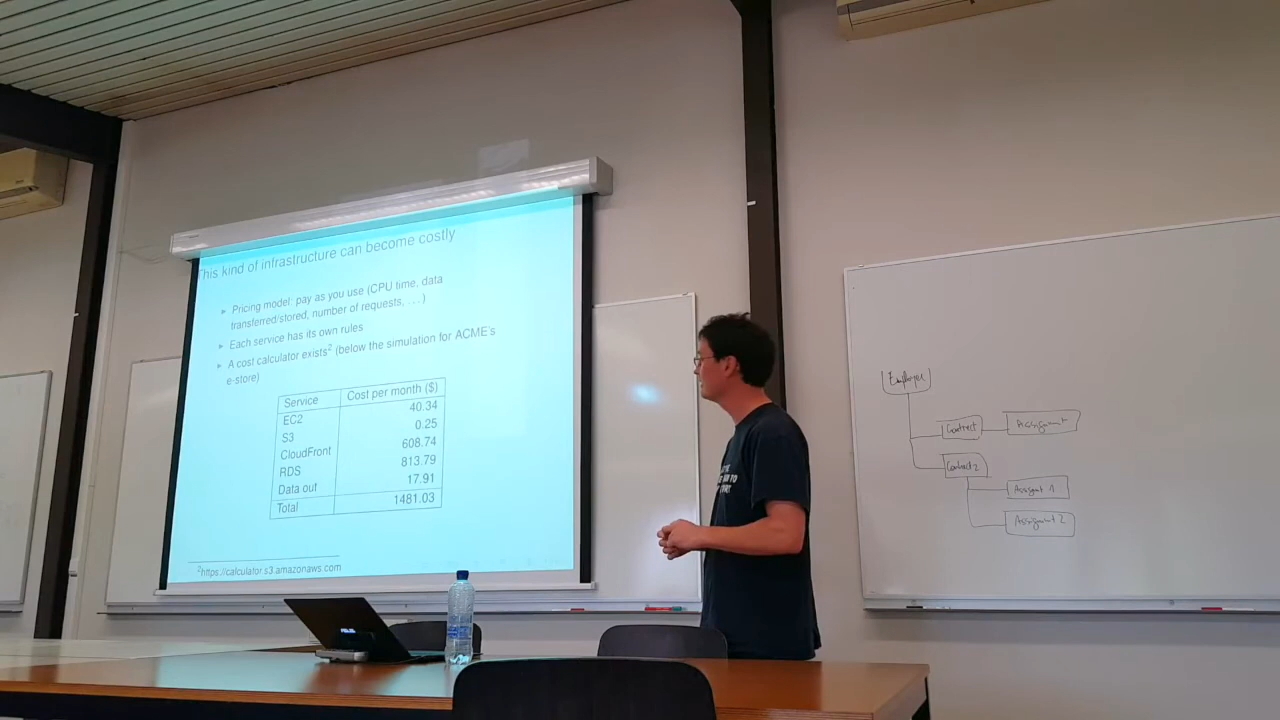 This kind of infrastructure can become costly
▸ Pricing model: pay as you use (CPU time, data
transferred/stored, number of requests, . . . )
▸ Each service has its own rules
▸ A cost calculator exists2 (below the simulation for ACME's
e-store)
Service Cost per month ($)
EC2 40.34
S3 0.25
CloudFront 608.74
RDS 813.79
Data out 17.91
Total 1481.03
2https://calculator.s3.amazonaws.com
Employee
Contract Assignment
Contract 2
Assignment 2
ASUS